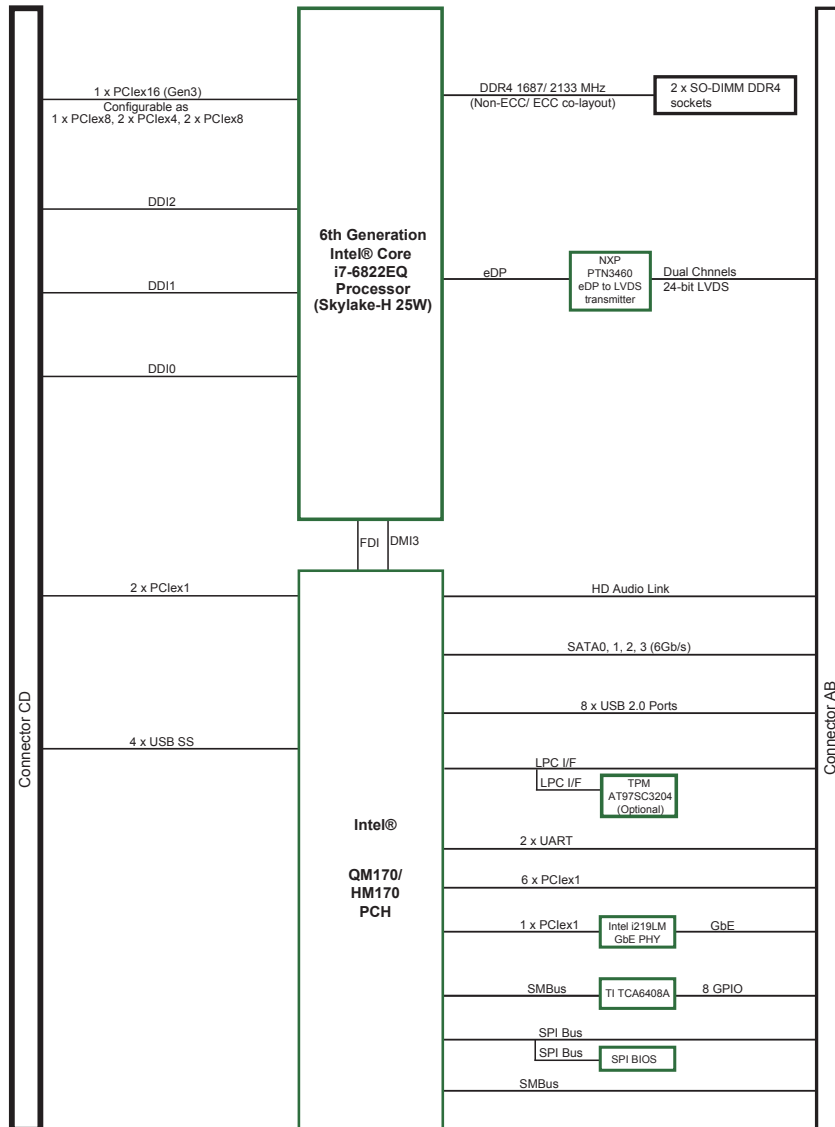 1 x PCIex16 (Gen3)
Configurable as
1 x PCIex8, 2 x PCIex4, 2 x PCIex8
DDI2
DDI1
DDI0
6th Generation
Intel® Core
i7-6822EQ
Processor
(Skylake-H 25W)
DDR4 1687/ 2133 MHz
(Non-ECC/ ECC co-layout)
2 x SO-DIMM DDR4
sockets
eDP
NXP
PTN3460
eDP to LVDS
transmitter
Dual Chnnels
24-bit LVDS
FDI
DMI3
Connector CD
2 x PCIex1
4 x USB SS
Intel®
QM170/
HM170
PCH
HD Audio Link
SATA0, 1, 2, 3 (6Gb/s)
8 x USB 2.0 Ports
LPC I/F
LPC I/F
TPM
AT97SC3204
(Optional)
2 x UART
6 x PCIex1
1 x PCIex1
Intel i219LM
GbE PHY
GbE
SMBus
TI TCA6408A
8 GPIO
SPI Bus
SPI Bus
SPI BIOS
SMBus
Connector AB